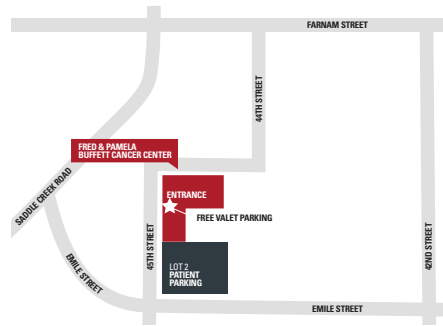 FARNAM STREET
44TH STREET
FRED & PAMELA
BUFFETT CANCER CENTER
SADDLE CREEK ROAD
ENTRANCE
FREE VALET PARKING
45TH STREET
42ND STREET
EMILE STREET
LOT 2
PATIENT
PARKING
EMILE STREET